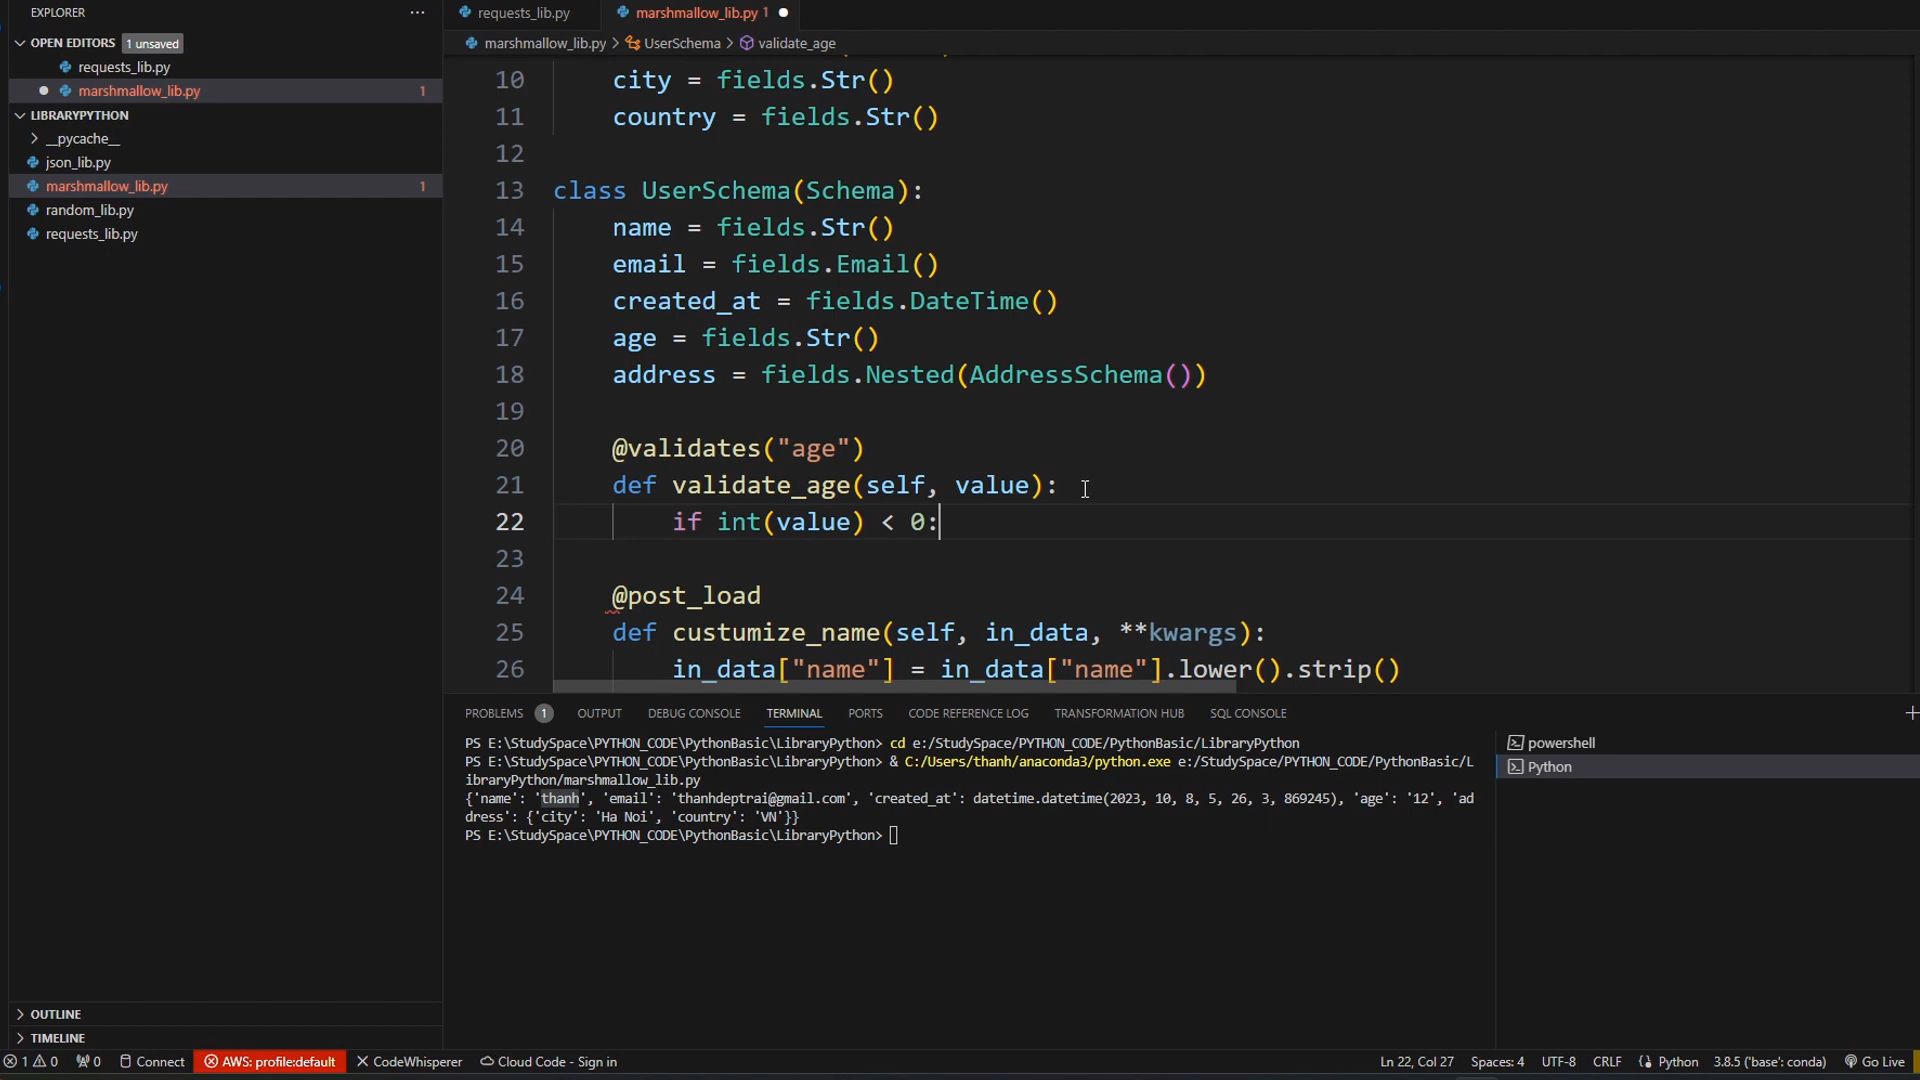 EXPLORER
requests_lib.py
marshmallow_lib.py 1
OPEN EDITORS 1 unsaved
marshmallow_lib.py > UserSchema > validate_age
requests_lib.py
marshmallow_lib.py 1
LIBRARYPYTHON
__pycache__
json_lib.py
marshmallow_lib.py 1
random_lib.py
requests_lib.py
10 city = fields.Str()
11 country = fields.Str()
12
13 class UserSchema(Schema):
14 name = fields.Str()
15 email = fields.Email()
16 created_at = fields.DateTime()
17 age = fields.Str()
18 address = fields.Nested(AddressSchema())
19
20 @validates("age")
21 def validate_age(self, value):
22 if int(value) < 0:
23
24 @post_load
25 def custumize_name(self, in_data, **kwargs):
26 in_data["name"] = in_data["name"].lower().strip()
PROBLEMS 1 OUTPUT DEBUG CONSOLE TERMINAL PORTS CODE REFERENCE LOG TRANSFORMATION HUB SQL CONSOLE
PS E:\StudySpace\PYTHON_CODE\PythonBasic\LibraryPython> cd e:/StudySpace/PYTHON_CODE/PythonBasic/LibraryPython
PS E:\StudySpace\PYTHON_CODE\PythonBasic\LibraryPython> & C:/Users/thanh/anaconda3/python.exe e:/StudySpace/PYTHON_CODE/PythonBasic/L
ibraryPython/marshmallow_lib.py
{'name': 'thanh', 'email': 'thanhdeptrai@gmail.com', 'created_at': datetime.datetime(2023, 10, 8, 5, 26, 3, 869245), 'age': '12', 'ad
dress': {'city': 'Ha Noi', 'country': 'VN'}}
PS E:\StudySpace\PYTHON_CODE\PythonBasic\LibraryPython>
powershell
Python
OUTLINE
TIMELINE
1 0 0 Connect AWS: profile:default CodeWhisperer Cloud Code - Sign in Ln 22, Col 27 Spaces: 4 UTF-8 CRLF Python 3.8.5 ('base': conda) Go Live